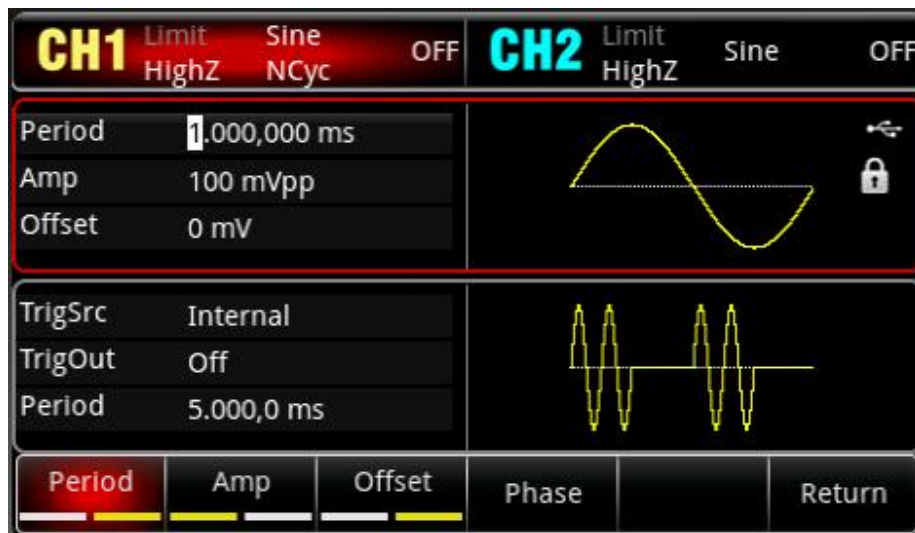 CH1 Limit Sine OFF CH2 Limit Sine OFF
HighZ NCyc HighZ
Period 1.000,000 ms
Amp 100 mVpp
Offset 0 mV
TrigSrc Internal
TrigOut Off
Period 5.000,0 ms
Period Amp Offset Phase Return